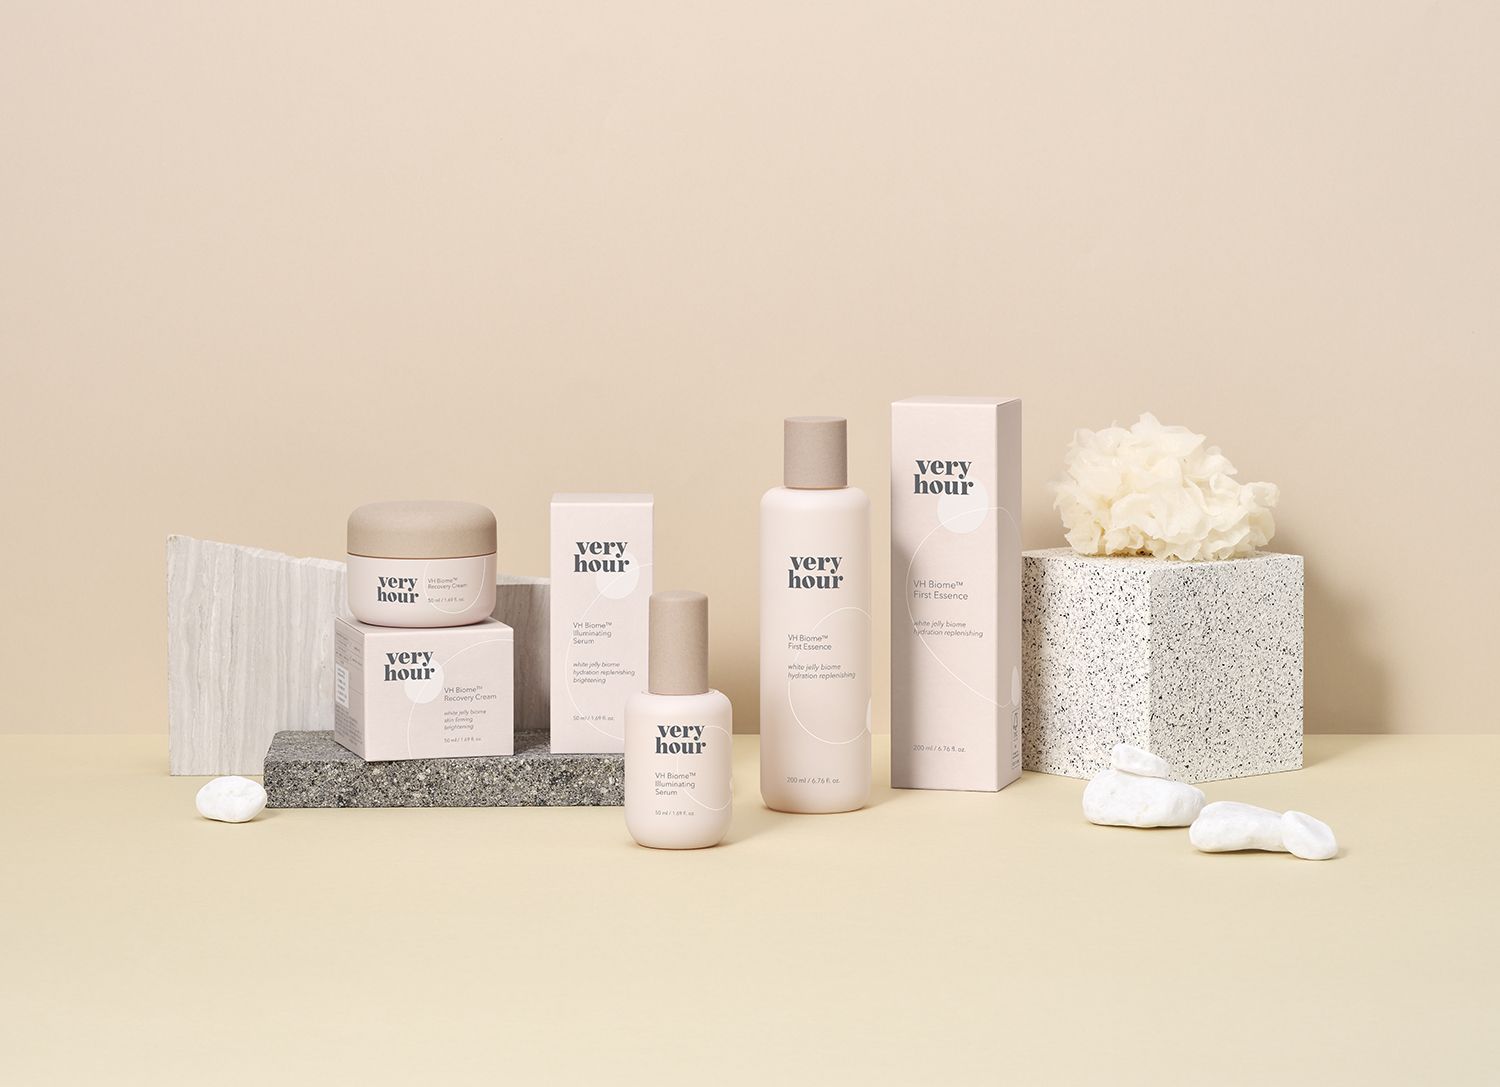 very
hour
VH Biome™
Recovery Cream
50 ml / 1.69 fl. oz.
very
hour
VH Biome™
Recovery Cream
white jelly biome
skin firming
brightening
50 ml / 1.69 fl. oz.
very
hour
VH Biome™
Illuminating
Serum
white jelly biome
hydration replenishing
brightening
50 ml / 1.69 fl. oz.
very
hour
VH Biome™
Illuminating
Serum
50 ml / 1.69 fl. oz.
very
hour
VH Biome™
First Essence
white jelly biome
hydration replenishing
200 ml / 6.76 fl. oz.
very
hour
VH Biome™
First Essence
white jelly biome
hydration replenishing
200 ml / 6.76 fl. oz.